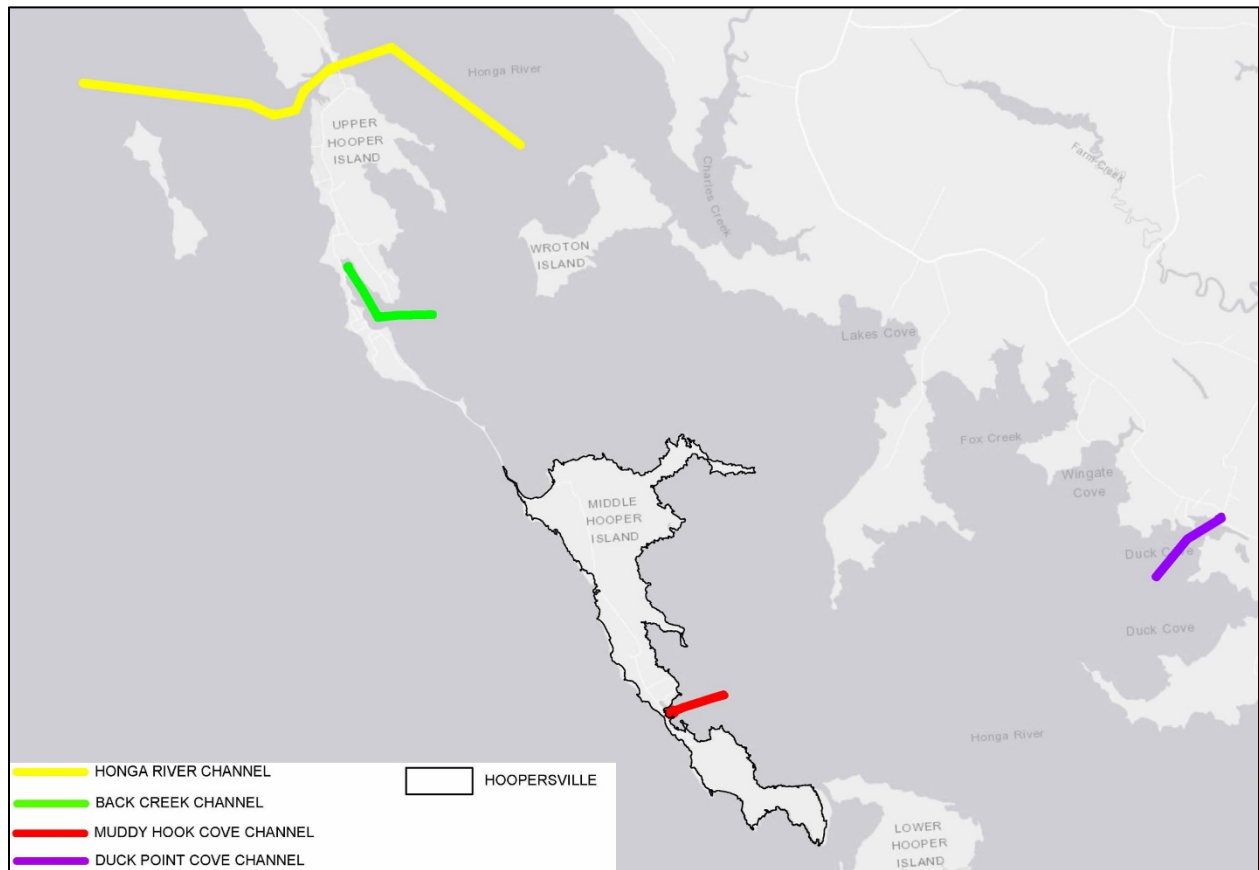 Honga River
UPPER
HOOPER
ISLAND
Charles Creek
Farm Creek
WROTON
ISLAND
Lakes Cove
Fox Creek
Wingate
Cove
MIDDLE
HOOPER
ISLAND
Duck Cove
Duck Cove
Honga River
LOWER
HOOPER
ISLAND
HONGA RIVER CHANNEL
HOOPERSVILLE
BACK CREEK CHANNEL
MUDDY HOOK COVE CHANNEL
DUCK POINT COVE CHANNEL